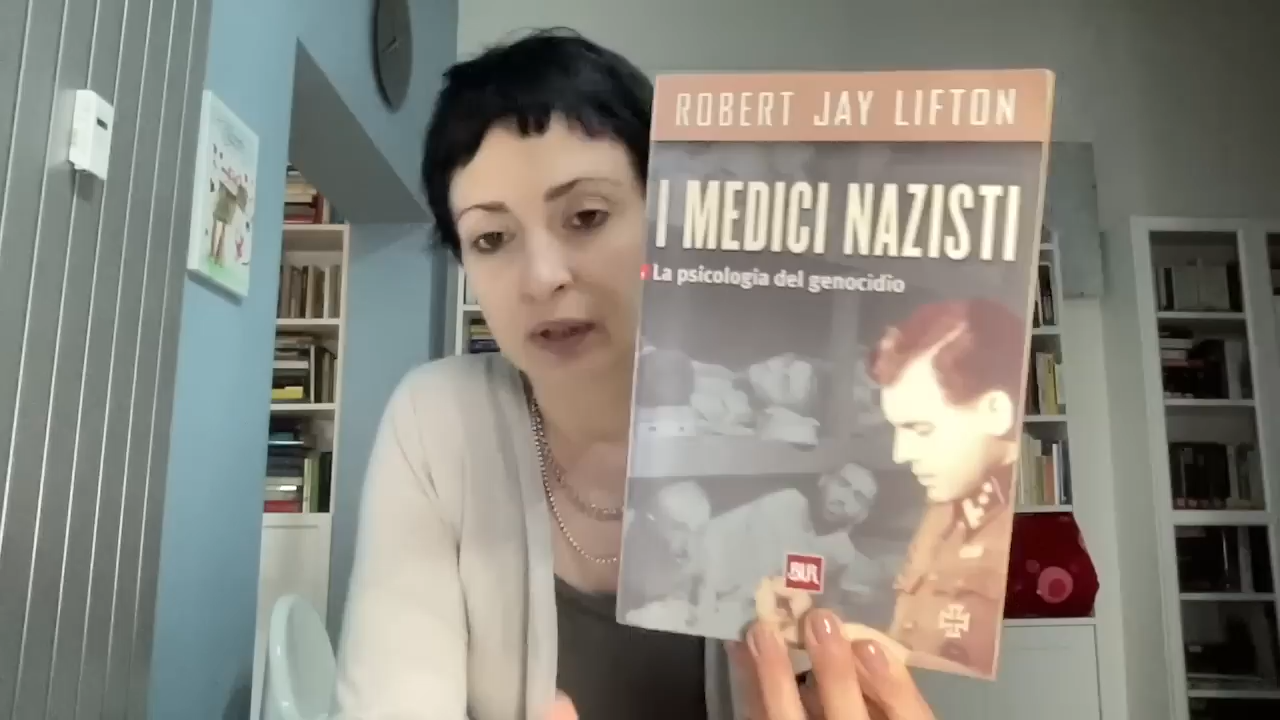 ROBERT JAY LIFTON
I MEDICI NAZISTI
La psicologia del genocidio
BUR